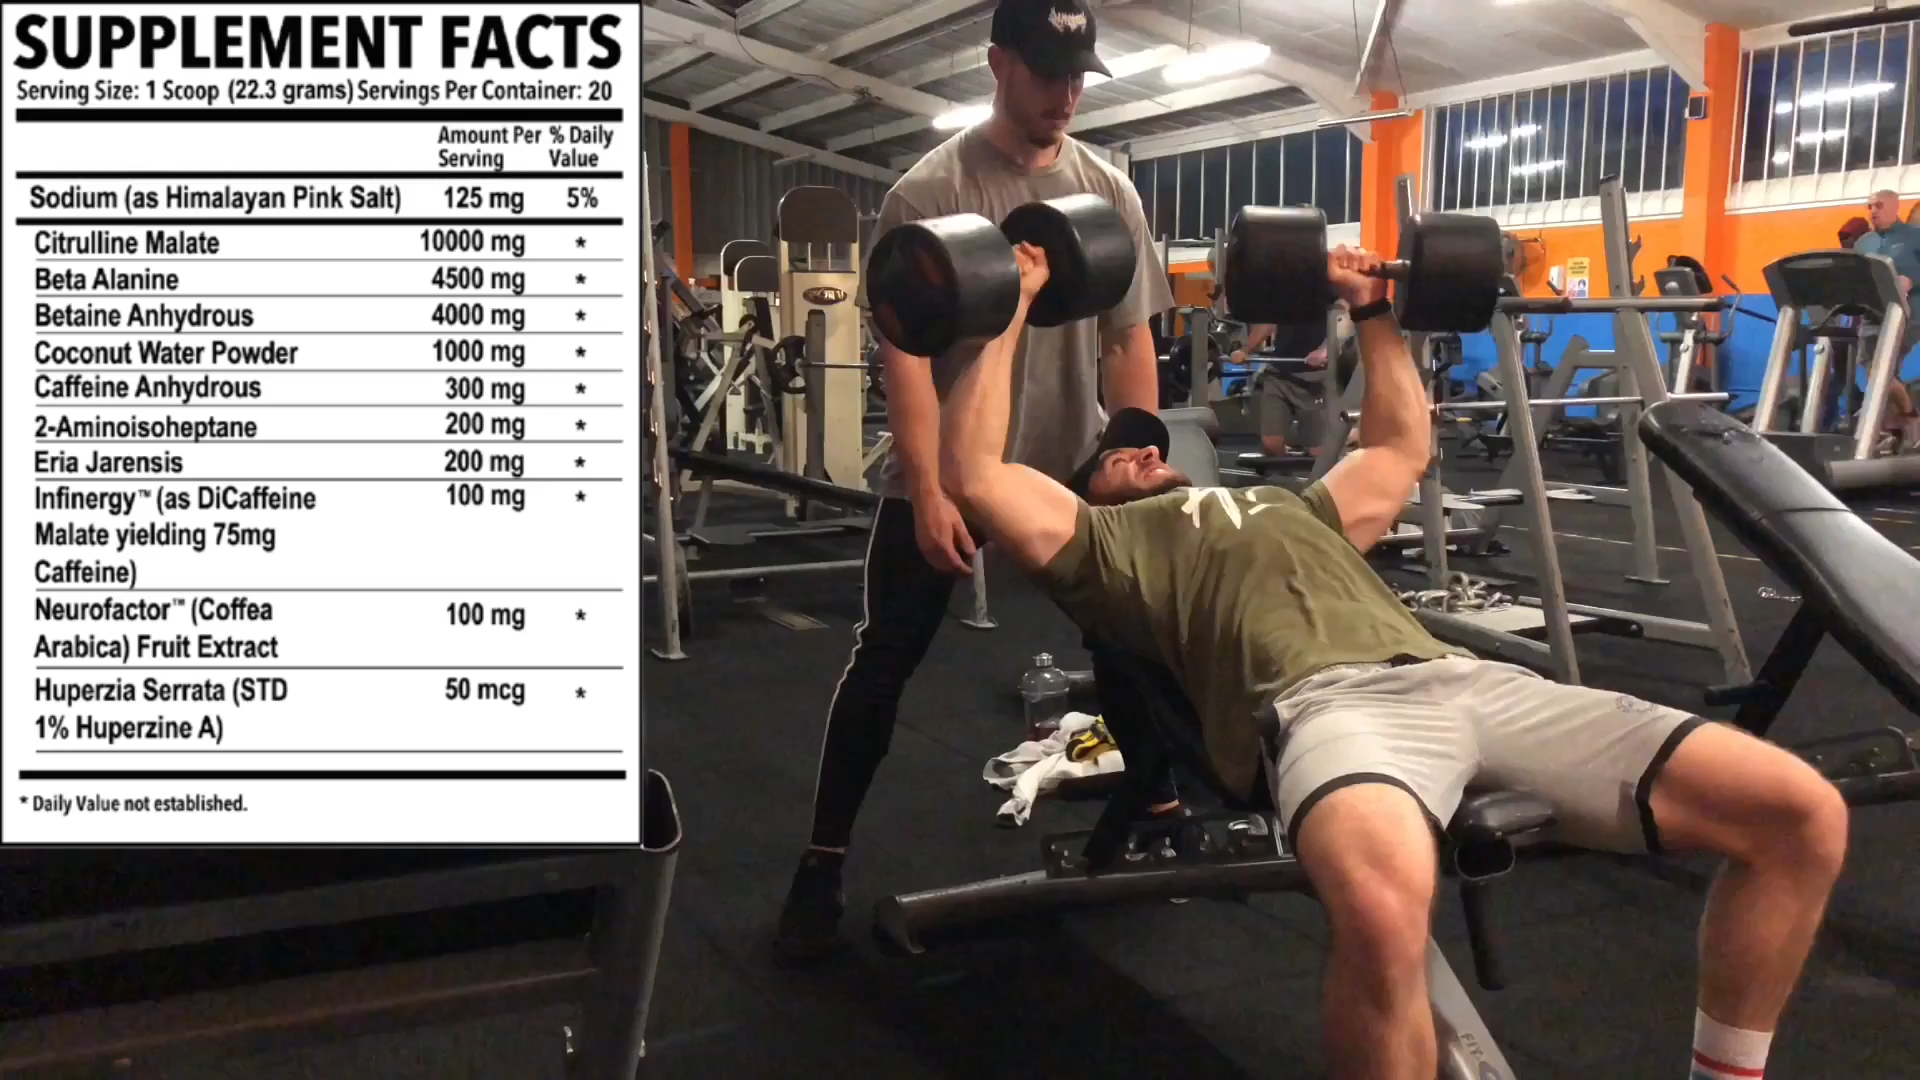 SUPPLEMENT FACTS
Serving Size: 1 Scoop (22.3 grams) Servings Per Container: 20
Amount Per % Daily
Serving Value
Sodium (as Himalayan Pink Salt) 125 mg 5%
Citrulline Malate 10000 mg *
Beta Alanine 4500 mg *
Betaine Anhydrous 4000 mg *
Coconut Water Powder 1000 mg *
Caffeine Anhydrous 300 mg *
2-Aminoisoheptane 200 mg *
Eria Jarensis 200 mg *
Infinergy™ (as DiCaffeine 100 mg *
Malate yielding 75mg
Caffeine)
Neurofactor™ (Coffea 100 mg *
Arabica) Fruit Extract
Huperzia Serrata (STD 50 mcg *
1% Huperzine A)
* Daily Value not established.